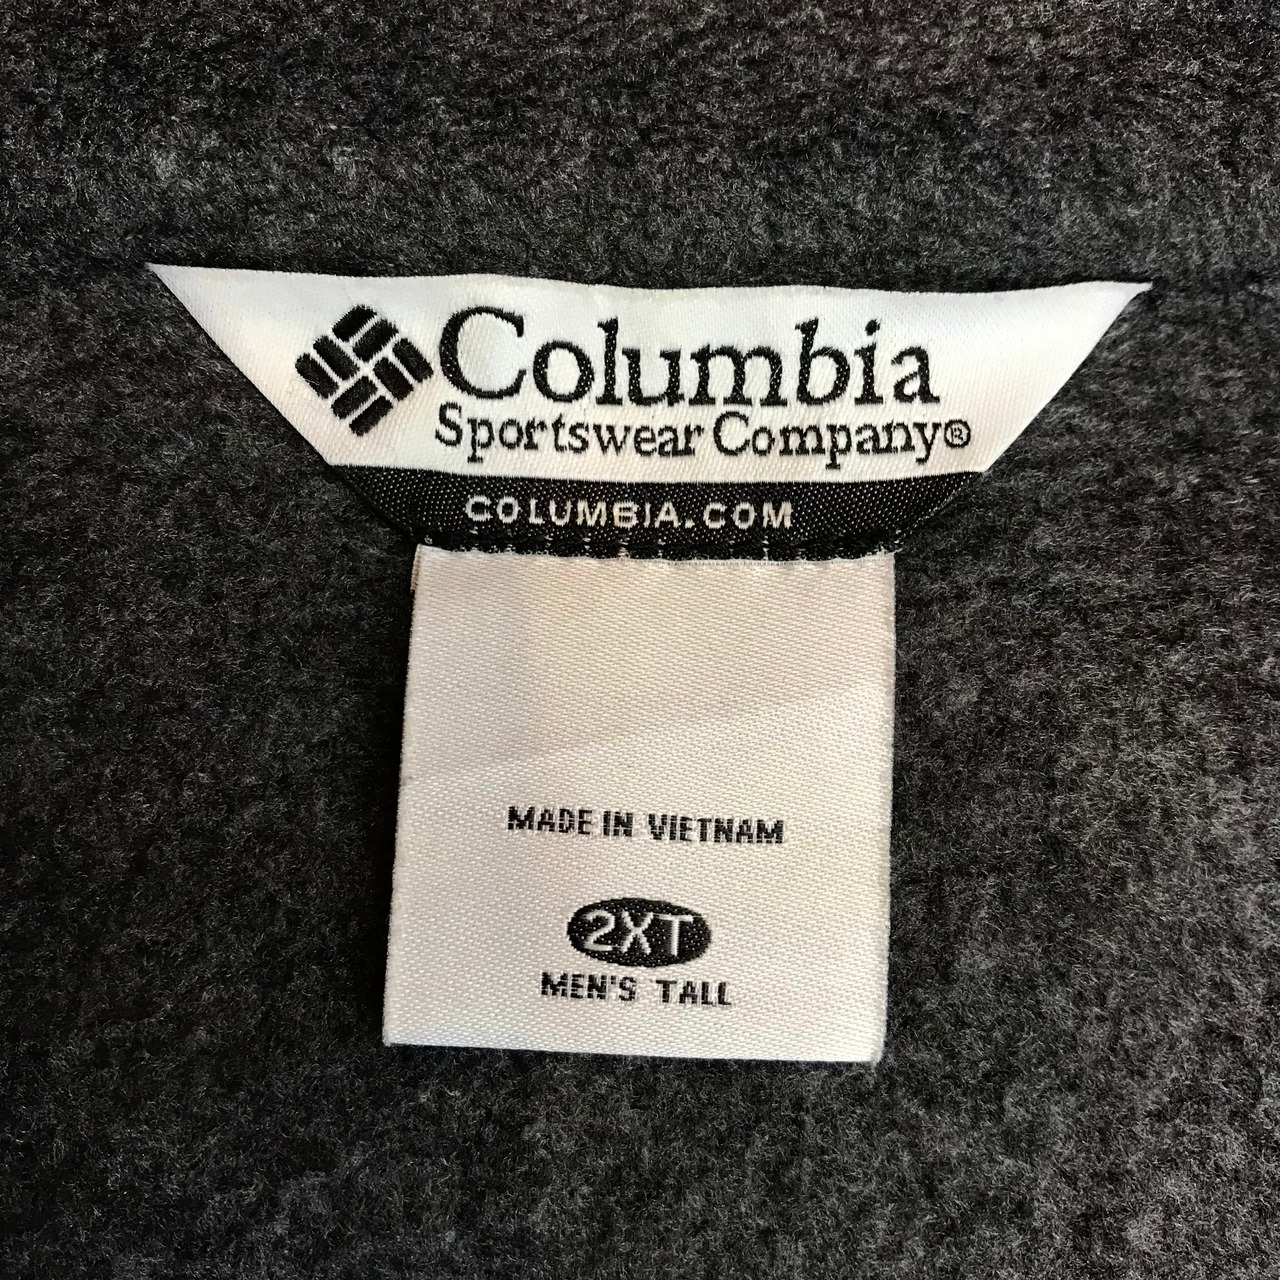 Columbia
Sportswear Company®
COLUMBIA.COM
MADE IN VIETNAM
2XT
MEN'S TALL